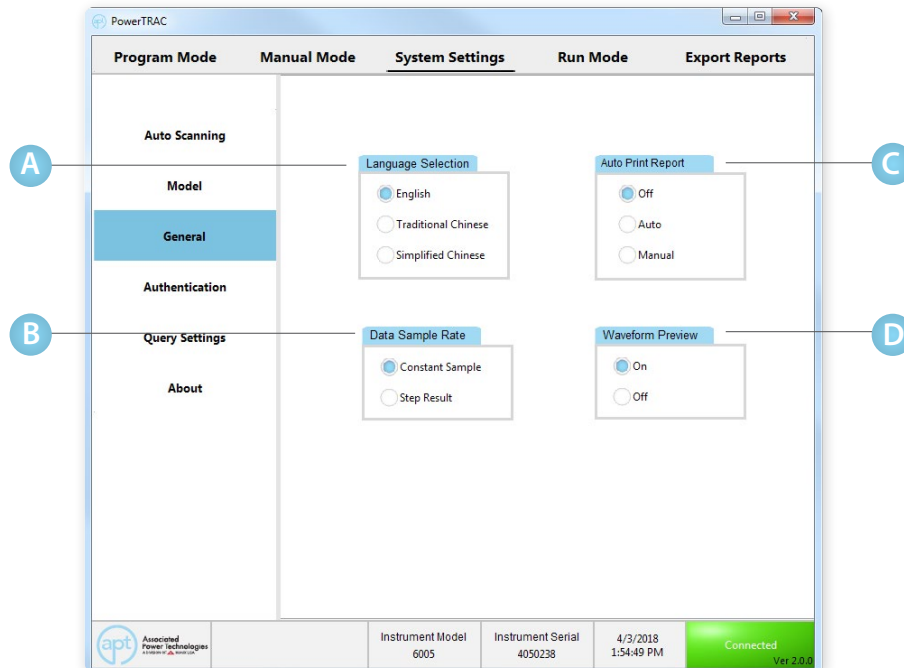 apt PowerTRAC
Program Mode Manual Mode System Settings Run Mode Export Reports
Auto Scanning
Model
General
Authentication
Query Settings
About
A
Language Selection
English
Traditional Chinese
Simplified Chinese
C
Auto Print Report
Off
Auto
Manual
B
Data Sample Rate
Constant Sample
Step Result
D
Waveform Preview
On
Off
apt
Associated
Power Technologies
Instrument Model
6005
Instrument Serial
4050238
4/3/2018
1:54:49 PM
Connected
Ver 2.0.0